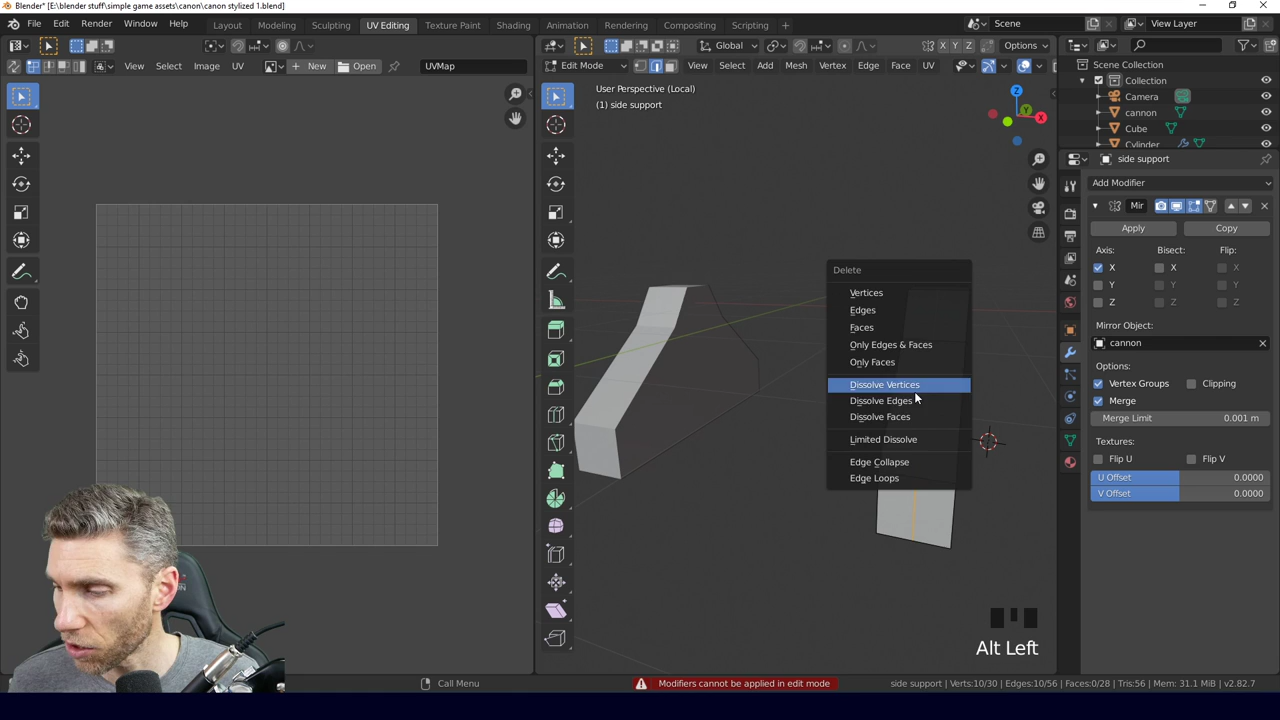 Blender* [E:\blender stuff\simple game assets\canon\canon stylized 1.blend]
File Edit Render Window Help Layout Modeling Sculpting UV Editing Texture Paint Shading Animation Rendering Compositing Scripting + Scene View Layer
Global Options
View Select Image UV New Open UVMap Edit Mode View Select Add Mesh Vertex Edge Face UV
X Y Z
User Perspective (Local)
(1) side support
Scene Collection
Collection
Camera
cannon
Cube
Cylinder
side support
Add Modifier
Mir
Apply Copy
Axis: Bisect: Flip:
X X X
Y Y Y
Z Z Z
Mirror Object:
cannon
Options:
Vertex Groups Clipping
Merge
Merge Limit 0.001 m
Textures:
Flip U Flip V
U Offset 0.0000
V Offset 0.0000
Z
Y
X
Delete
Vertices
Edges
Faces
Only Edges & Faces
Only Faces
Dissolve Vertices
Dissolve Edges
Dissolve Faces
Limited Dissolve
Edge Collapse
Edge Loops
Alt Left
Call Menu
Modifiers cannot be applied in edit mode
side support | Verts:10/30 | Edges:10/56 | Faces:0/28 | Tris:56 | Mem: 31.1 MiB | v2.82.7